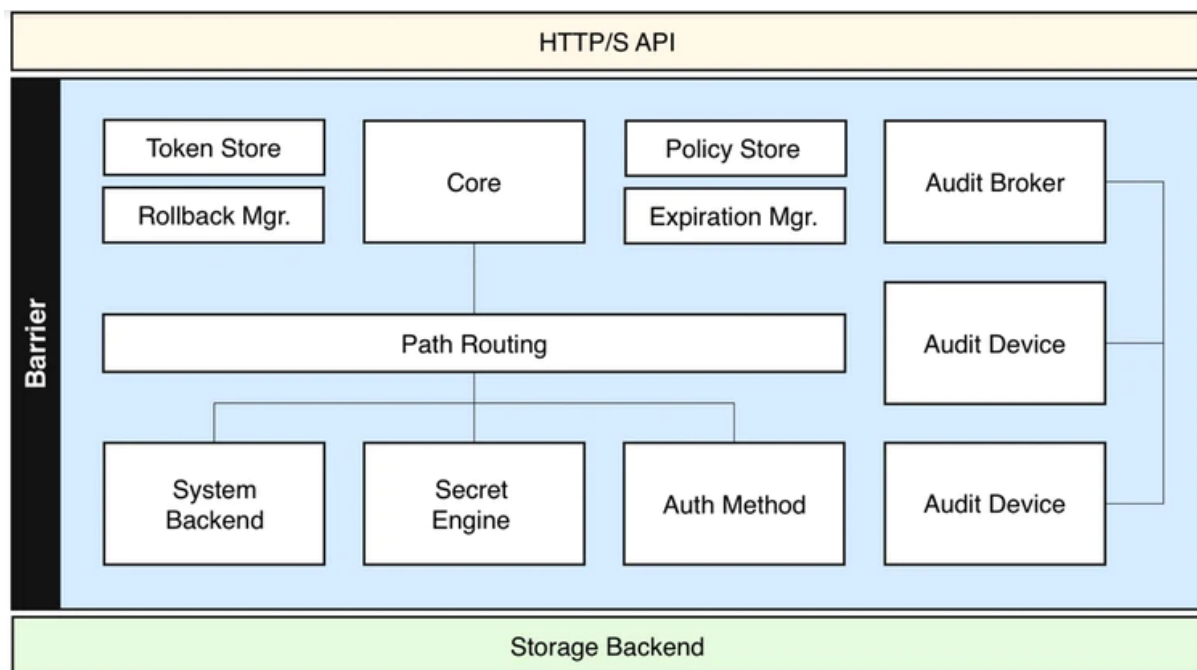 HTTP/S API
Barrier
Token Store
Rollback Mgr.
Core
Policy Store
Expiration Mgr.
Audit Broker
Path Routing
Audit Device
System
Backend
Secret
Engine
Auth Method
Audit Device
Storage Backend